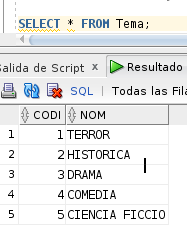 SELECT * FROM Tema;
Salida de Script × Resultado
SQL | Todas las Fila
CODI NOM
1 1 TERROR
2 2 HISTORICA
3 3 DRAMA
4 4 COMEDIA
5 5 CIENCIA FICCIO